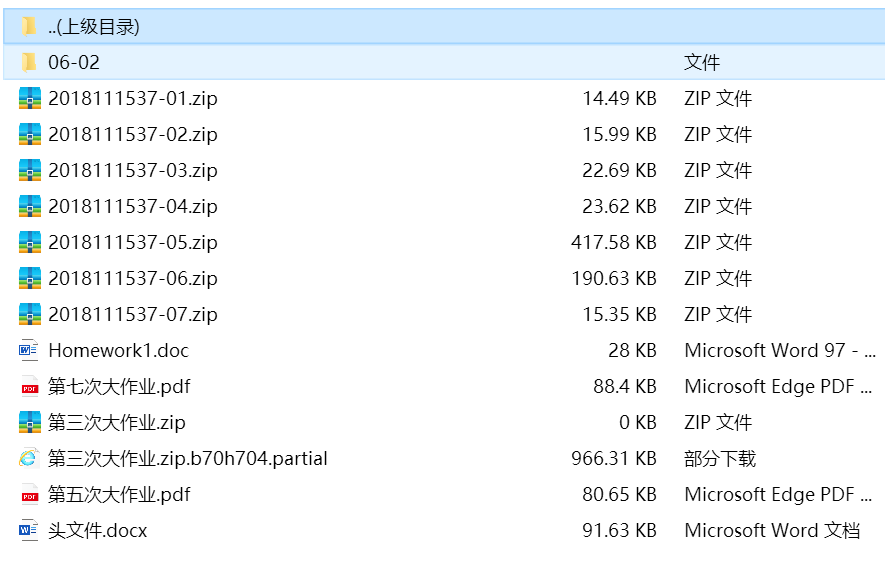 ..(上级目录)
06-02 文件
2018111537-01.zip 14.49 KB ZIP 文件
2018111537-02.zip 15.99 KB ZIP 文件
2018111537-03.zip 22.69 KB ZIP 文件
2018111537-04.zip 23.62 KB ZIP 文件
2018111537-05.zip 417.58 KB ZIP 文件
2018111537-06.zip 190.63 KB ZIP 文件
2018111537-07.zip 15.35 KB ZIP 文件
Homework1.doc 28 KB Microsoft Word 97 - ...
第七次大作业.pdf 88.4 KB Microsoft Edge PDF ...
第三次大作业.zip 0 KB ZIP 文件
第三次大作业.zip.b70h704.partial 966.31 KB 部分下载
第五次大作业.pdf 80.65 KB Microsoft Edge PDF ...
头文件.docx 91.63 KB Microsoft Word 文档